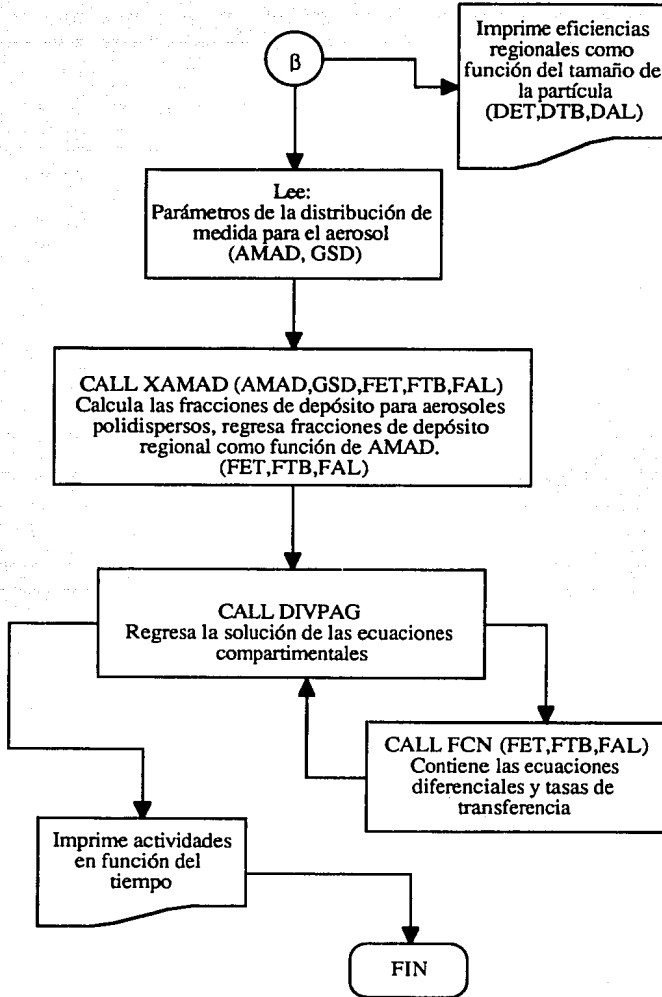 β
Imprime eficiencias
regionales como
función del tamaño de
la partícula
(DET,DTB,DAL)
Lee:
Parámetros de la distribución de
medida para el aerosol
(AMAD, GSD)
CALL XAMAD (AMAD,GSD,FET,FTB,FAL)
Calcula las fracciones de depósito para aerosoles
polidispersos, regresa fracciones de depósito
regional como función de AMAD.
(FET,FTB,FAL)
CALL DIVPAG
Regresa la solución de las ecuaciones
compartimentales
CALL FCN (FET,FTB,FAL)
Contiene las ecuaciones
diferenciales y tasas de
transferencia
Imprime actividades
en función del
tiempo
FIN